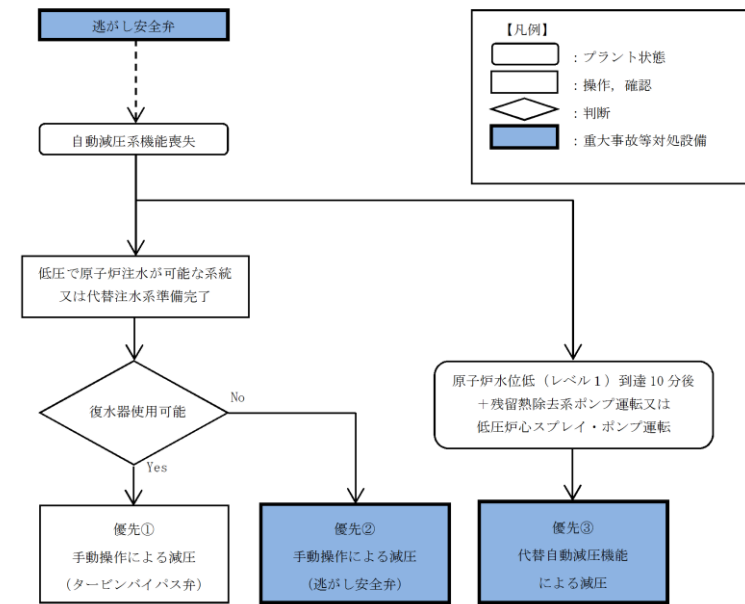 逃がし安全弁
【凡例】
：プラント状態
：操作，確認
：判断
：重大事故等対処設備
自動減圧系機能喪失
低圧で原子炉注水が可能な系統
又は代替注水系準備完了
復水器使用可能
No
Yes
原子炉水位低（レベル１）到達 10 分後
＋残留熱除去系ポンプ運転又は
低圧炉心スプレイ・ポンプ運転
優先①
手動操作による減圧
（タービンバイパス弁）
優先②
手動操作による減圧
（逃がし安全弁）
優先③
代替自動減圧機能
による減圧